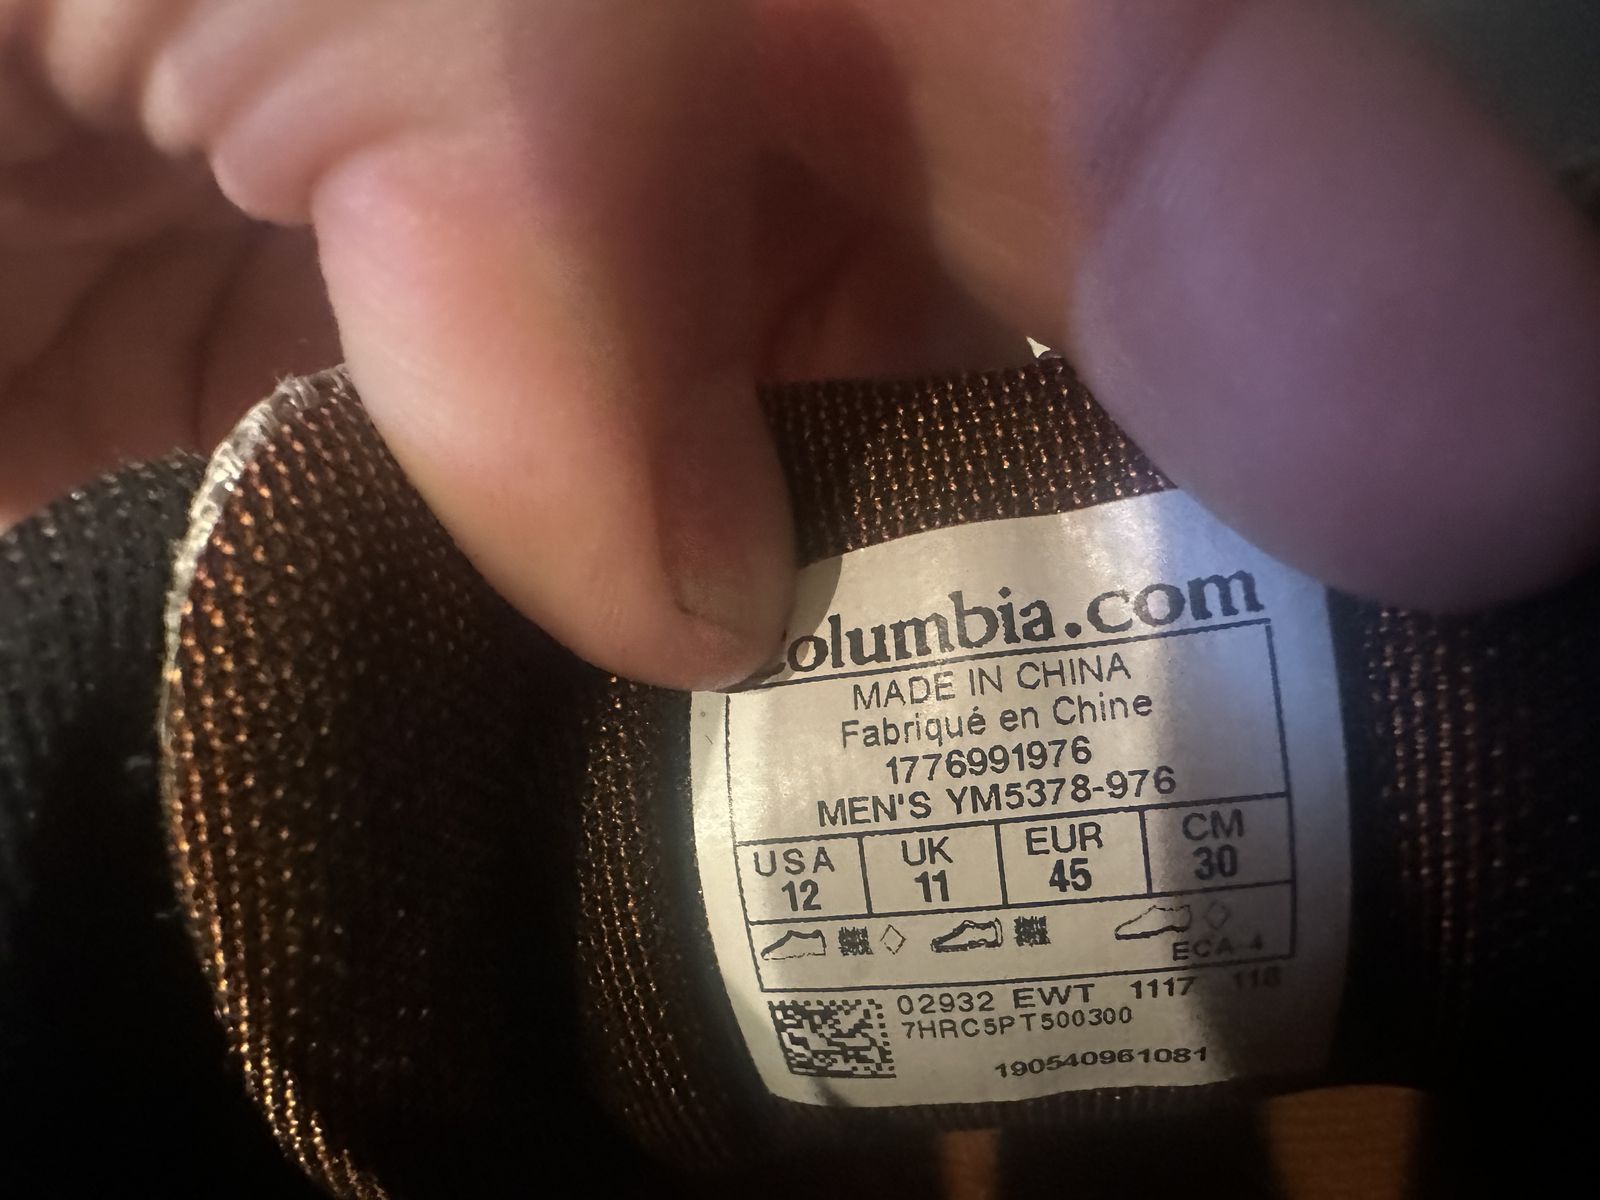 Columbia.com
MADE IN CHINA
Fabriqué en Chine
1776991976
MEN'S YM5378-976
USA UK EUR CM
12 11 45 30
ECA-4
02932 EWT 1117 118
7HRC5PT500300
190540961081